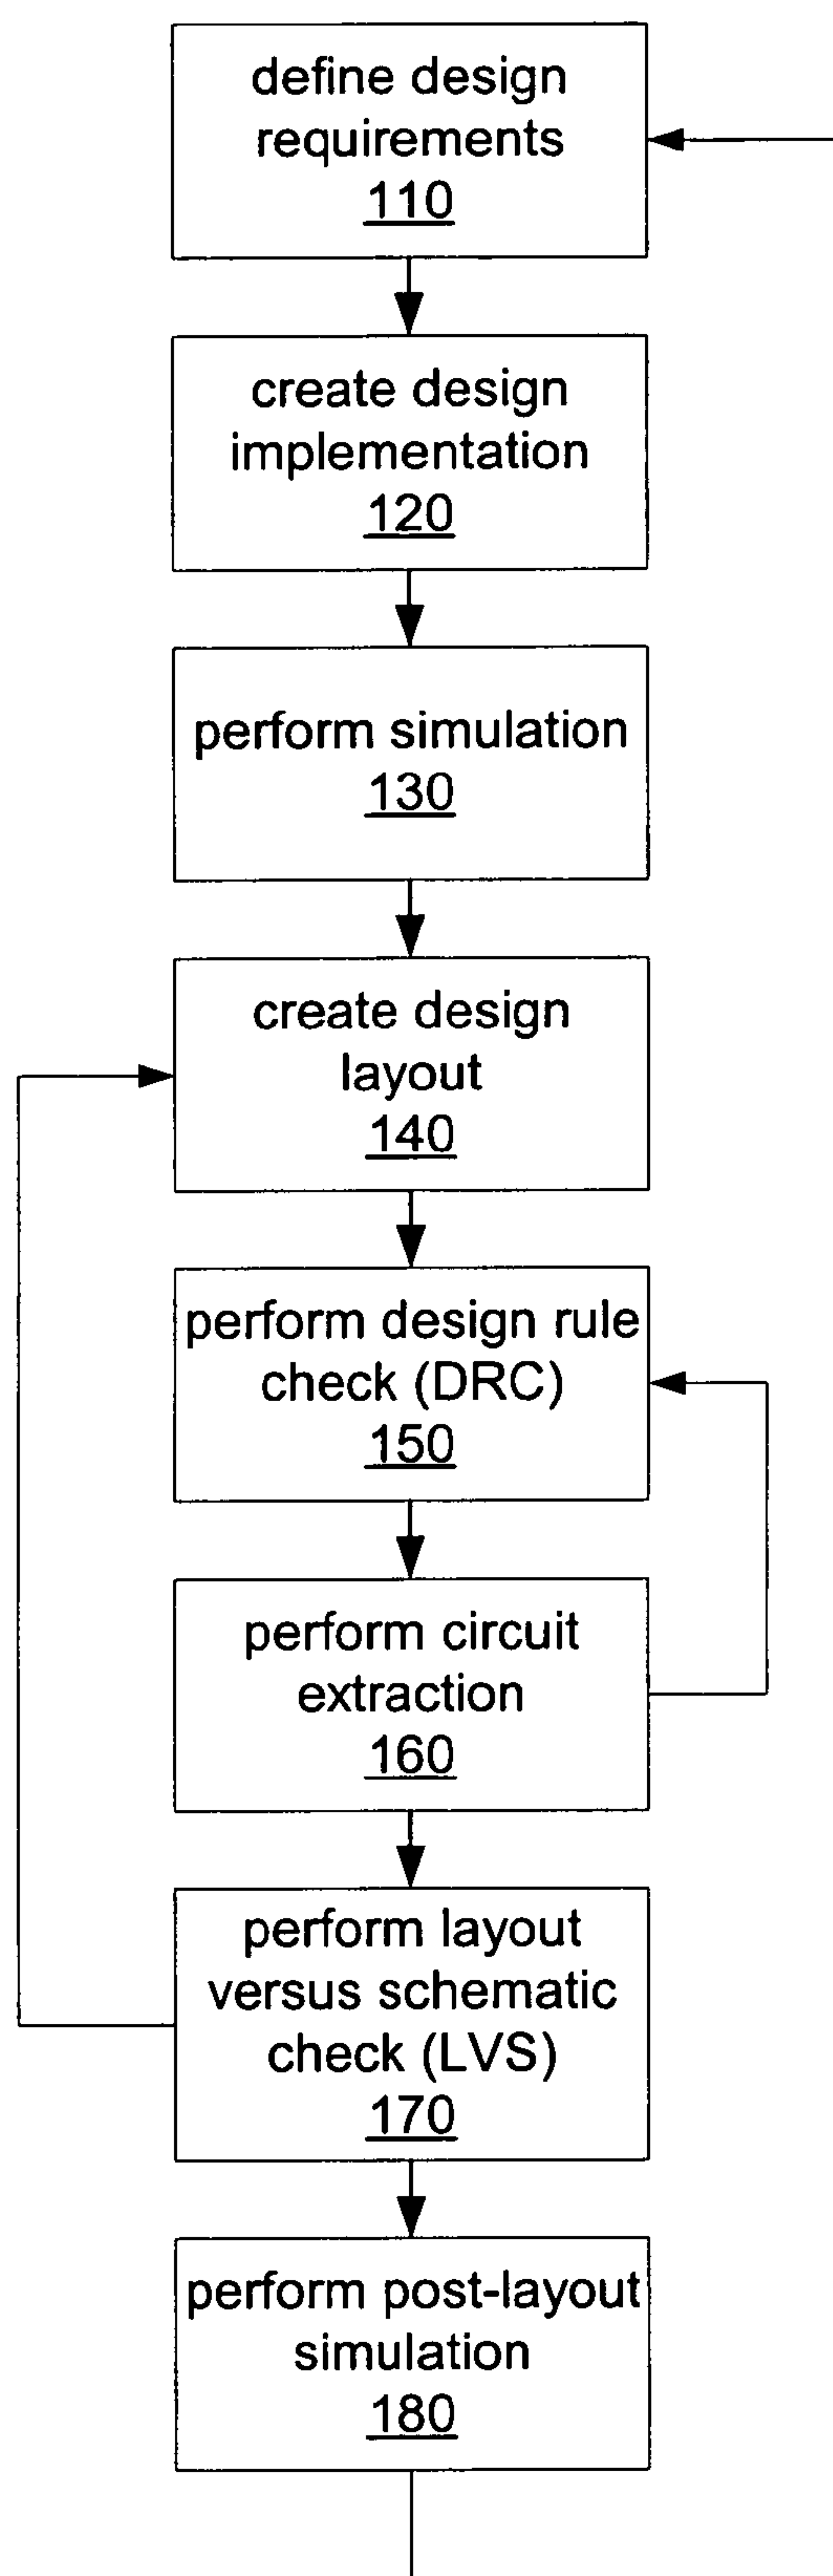 define design
requirements
110
create design
implementation
120
perform simulation
130
create design
layout
140
perform design rule
check (DRC)
150
perform circuit
extraction
160
perform layout
versus schematic
check (LVS)
170
perform post-layout
simulation
180